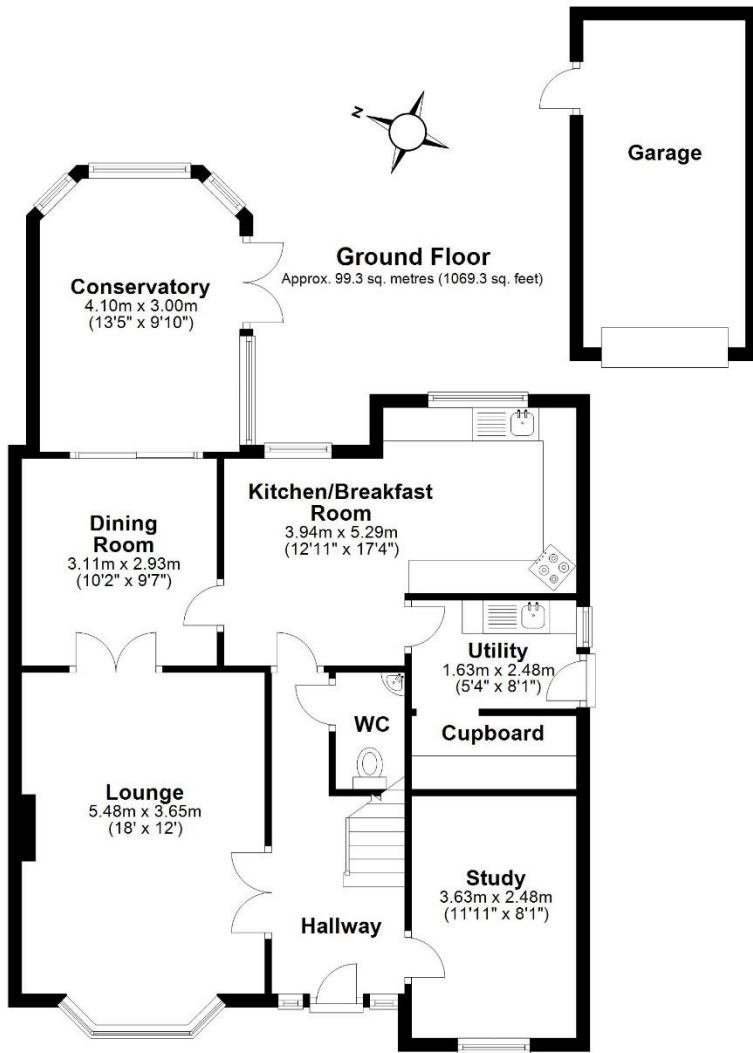 Garage
N
Ground Floor
Approx. 99.3 sq. metres (1069.3 sq. feet)
Conservatory
4.10m x 3.00m
(13'5" x 9'10")
Kitchen/Breakfast
Room
3.94m x 5.29m
(12'11" x 17'4")
Dining
Room
3.11m x 2.93m
(10'2" x 9'7")
Utility
1.63m x 2.48m
(5'4" x 8'1")
WC
Cupboard
Lounge
5.48m x 3.65m
(18' x 12')
Study
3.63m x 2.48m
(11'11" x 8'1")
Hallway